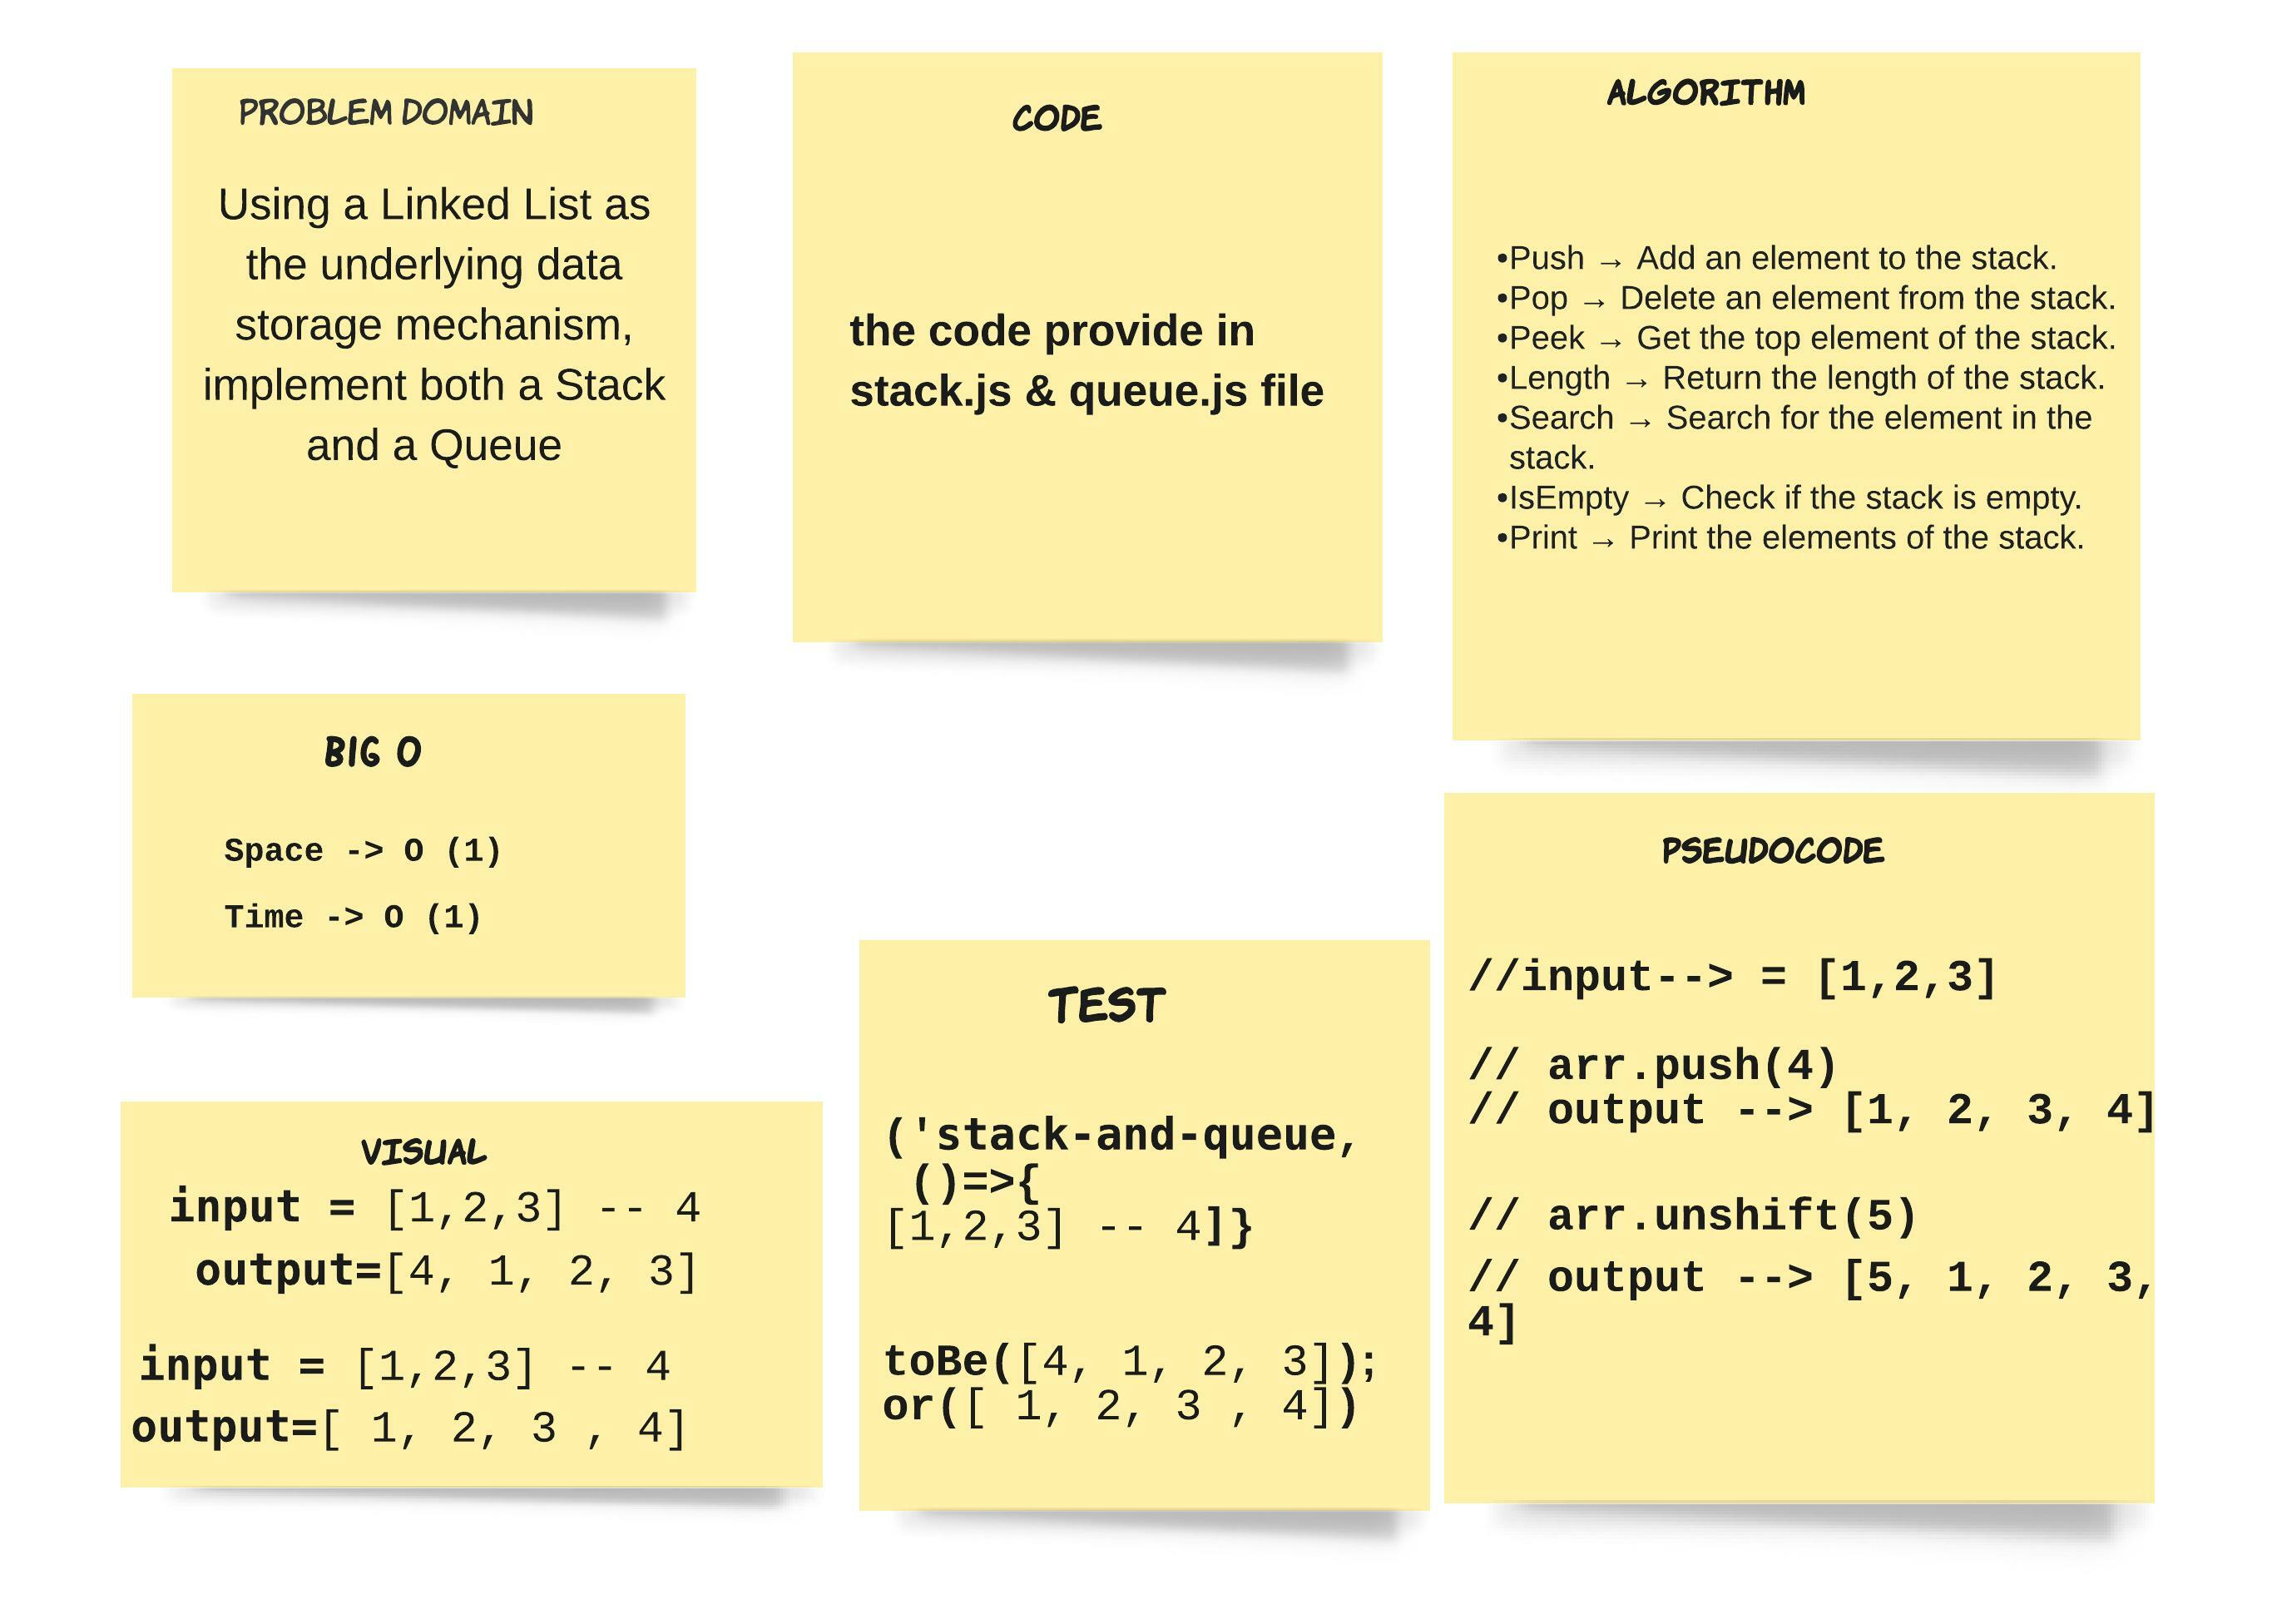 PROBLEM DOMAIN
Using a Linked List as
the underlying data
storage mechanism,
implement both a Stack
and a Queue
CODE
the code provide in
stack.js & queue.js file
ALGORITHM
•Push → Add an element to the stack.
•Pop → Delete an element from the stack.
•Peek → Get the top element of the stack.
•Length → Return the length of the stack.
•Search → Search for the element in the
stack.
•IsEmpty → Check if the stack is empty.
•Print → Print the elements of the stack.
BIG O
Space -> O (1)
Time -> O (1)
VISUAL
input = [1,2,3] -- 4
output=[4, 1, 2, 3]
input = [1,2,3] -- 4
output=[ 1, 2, 3 , 4]
TEST
('stack-and-queue,
()=>{
[1,2,3] -- 4]}
toBe([4, 1, 2, 3]);
or([ 1, 2, 3 , 4])
PSEUDOCODE
//input--> = [1,2,3]
// arr.push(4)
// output --> [1, 2, 3, 4]
// arr.unshift(5)
// output --> [5, 1, 2, 3,
4]